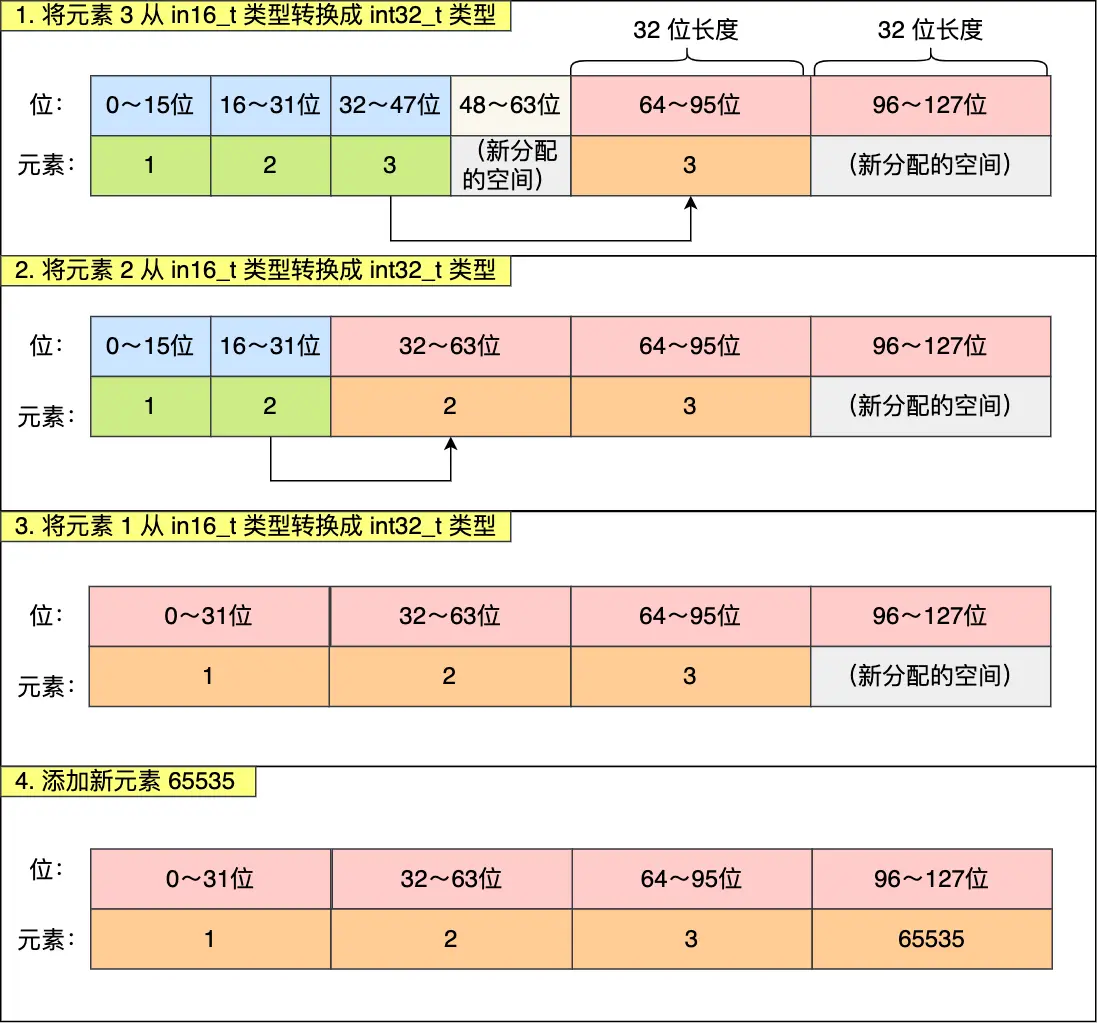 1. 将元素 3 从 in16_t 类型转换成 int32_t 类型
32 位长度 32 位长度
位： 0～15位 16～31位 32～47位 48～63位 64～95位 96～127位
元素： 1 2 3 （新分配的空间） 3 （新分配的空间）
2. 将元素 2 从 in16_t 类型转换成 int32_t 类型
位： 0～15位 16～31位 32～63位 64～95位 96～127位
元素： 1 2 2 3 （新分配的空间）
3. 将元素 1 从 in16_t 类型转换成 int32_t 类型
位： 0～31位 32～63位 64～95位 96～127位
元素： 1 2 3 （新分配的空间）
4. 添加新元素 65535
位： 0～31位 32～63位 64～95位 96～127位
元素： 1 2 3 65535